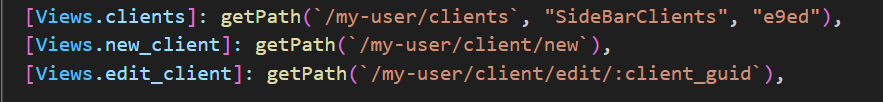 [Views.clients]: getPath(`/my-user/clients`, "SideBarClients", "e9ed"),
[Views.new_client]: getPath(`/my-user/client/new`),
[Views.edit_client]: getPath(`/my-user/client/edit/:client_guid`),